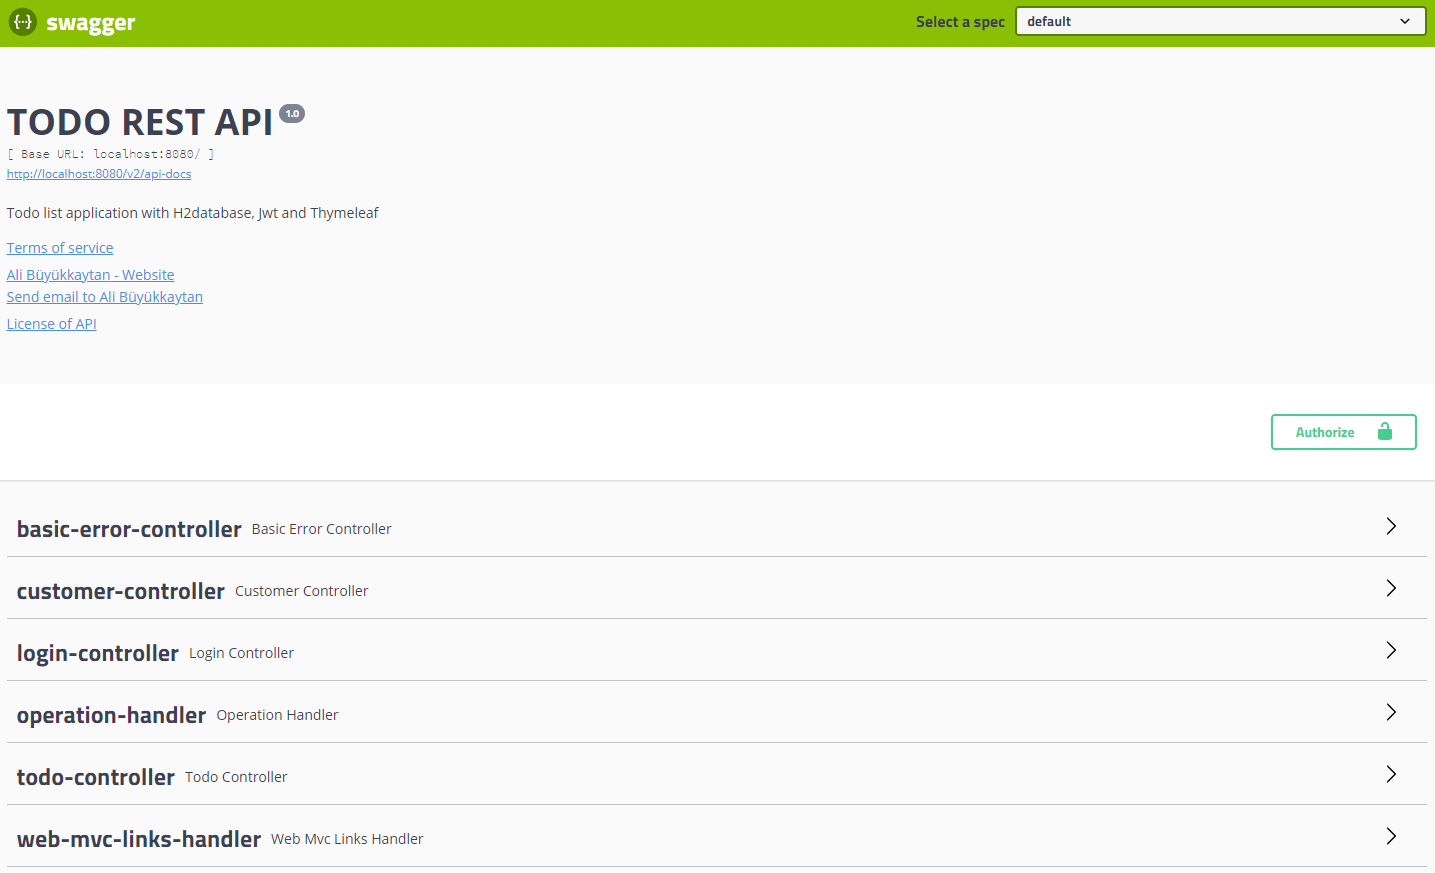 {···} swagger
Select a spec default
TODO REST API 1.0
[ Base URL: localhost:8080/ ]
http://localhost:8080/v2/api-docs
Todo list application with H2database, Jwt and Thymeleaf
Terms of service
Ali Büyükkaytan - Website
Send email to Ali Büyükkaytan
License of API
Authorize
basic-error-controller Basic Error Controller
customer-controller Customer Controller
login-controller Login Controller
operation-handler Operation Handler
todo-controller Todo Controller
web-mvc-links-handler Web Mvc Links Handler